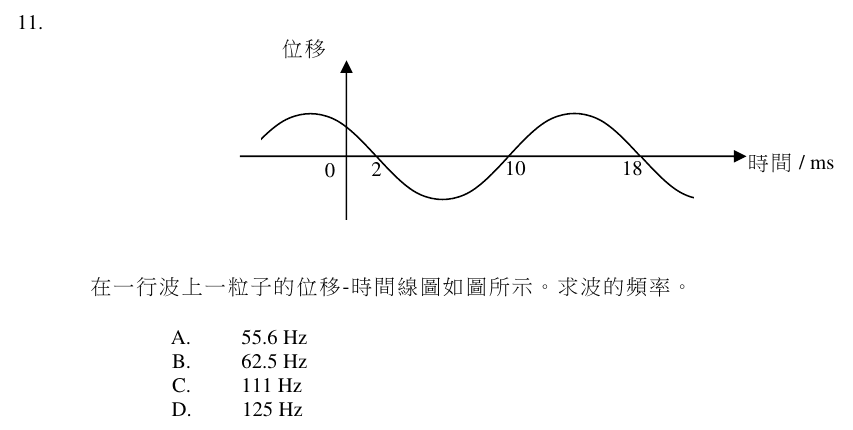 11.
位移
0 2 10 18 時間 / ms
在一行波上一粒子的位移-時間線圖如圖所示。求波的頻率。
A. 55.6 Hz
B. 62.5 Hz
C. 111 Hz
D. 125 Hz